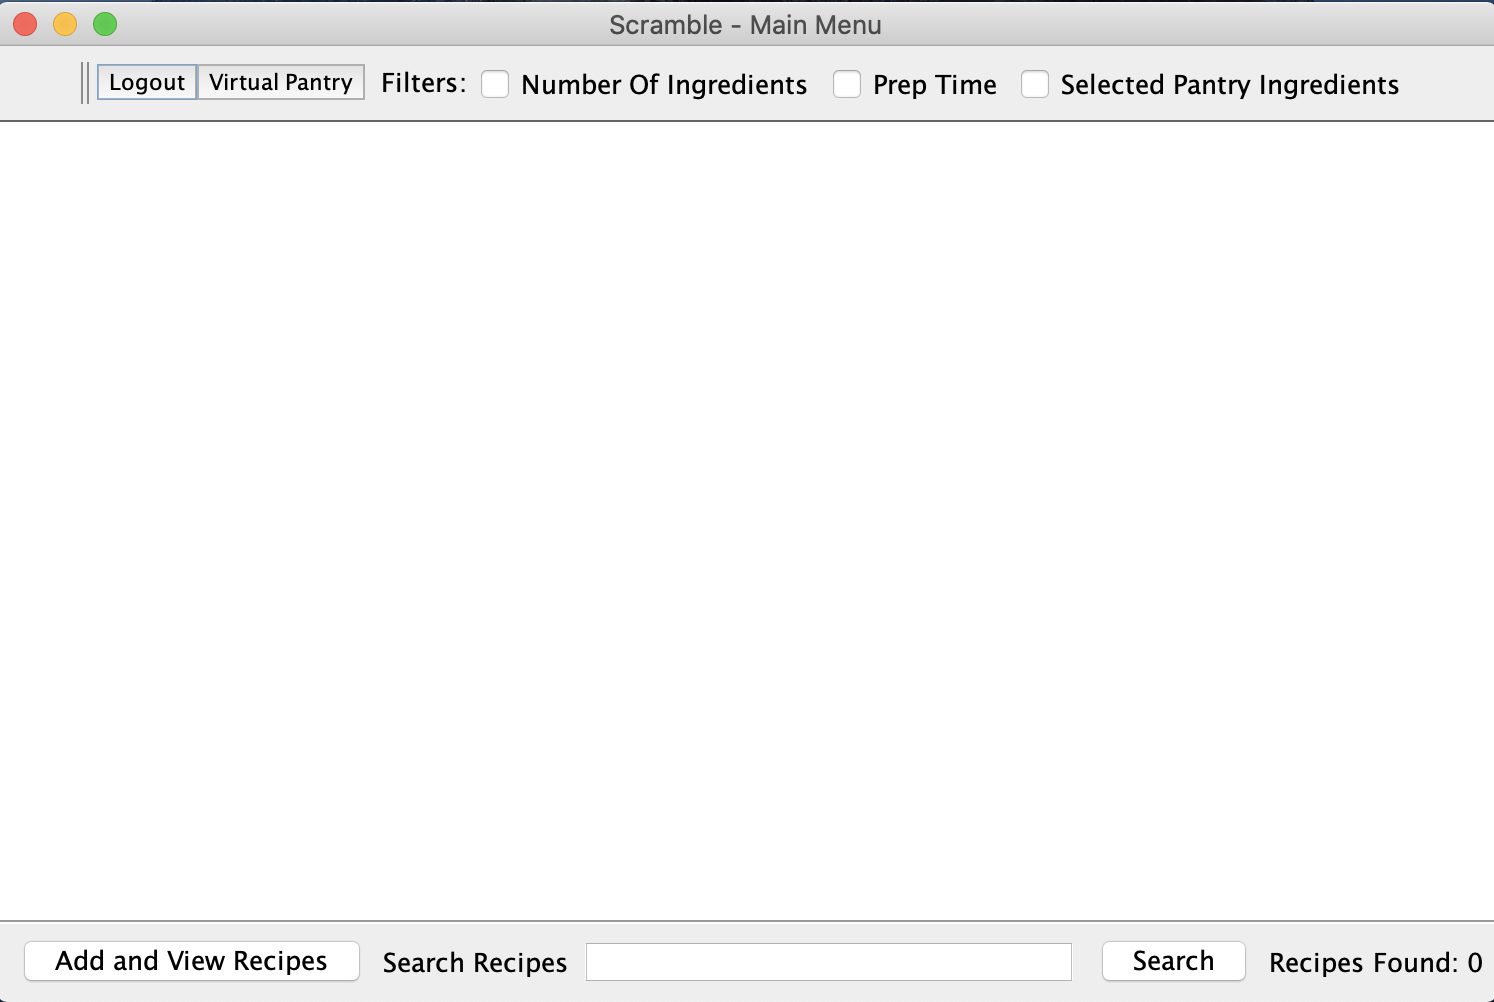 Scramble - Main Menu
Logout Virtual Pantry Filters: Number Of Ingredients Prep Time Selected Pantry Ingredients
Add and View Recipes Search Recipes Search Recipes Found: 0